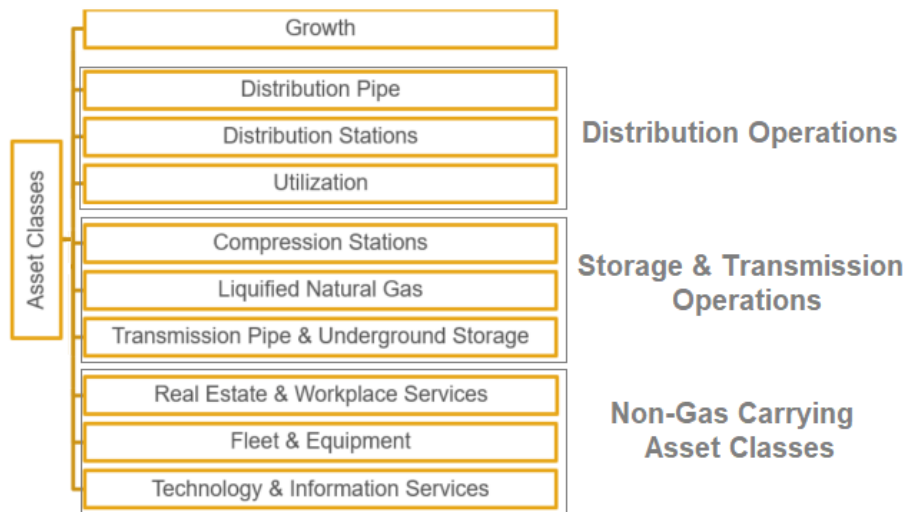 Growth
Distribution Pipe
Distribution Stations
Utilization
Distribution Operations
Asset Classes
Compression Stations
Liquified Natural Gas
Transmission Pipe & Underground Storage
Storage & Transmission
Operations
Real Estate & Workplace Services
Fleet & Equipment
Technology & Information Services
Non-Gas Carrying
Asset Classes